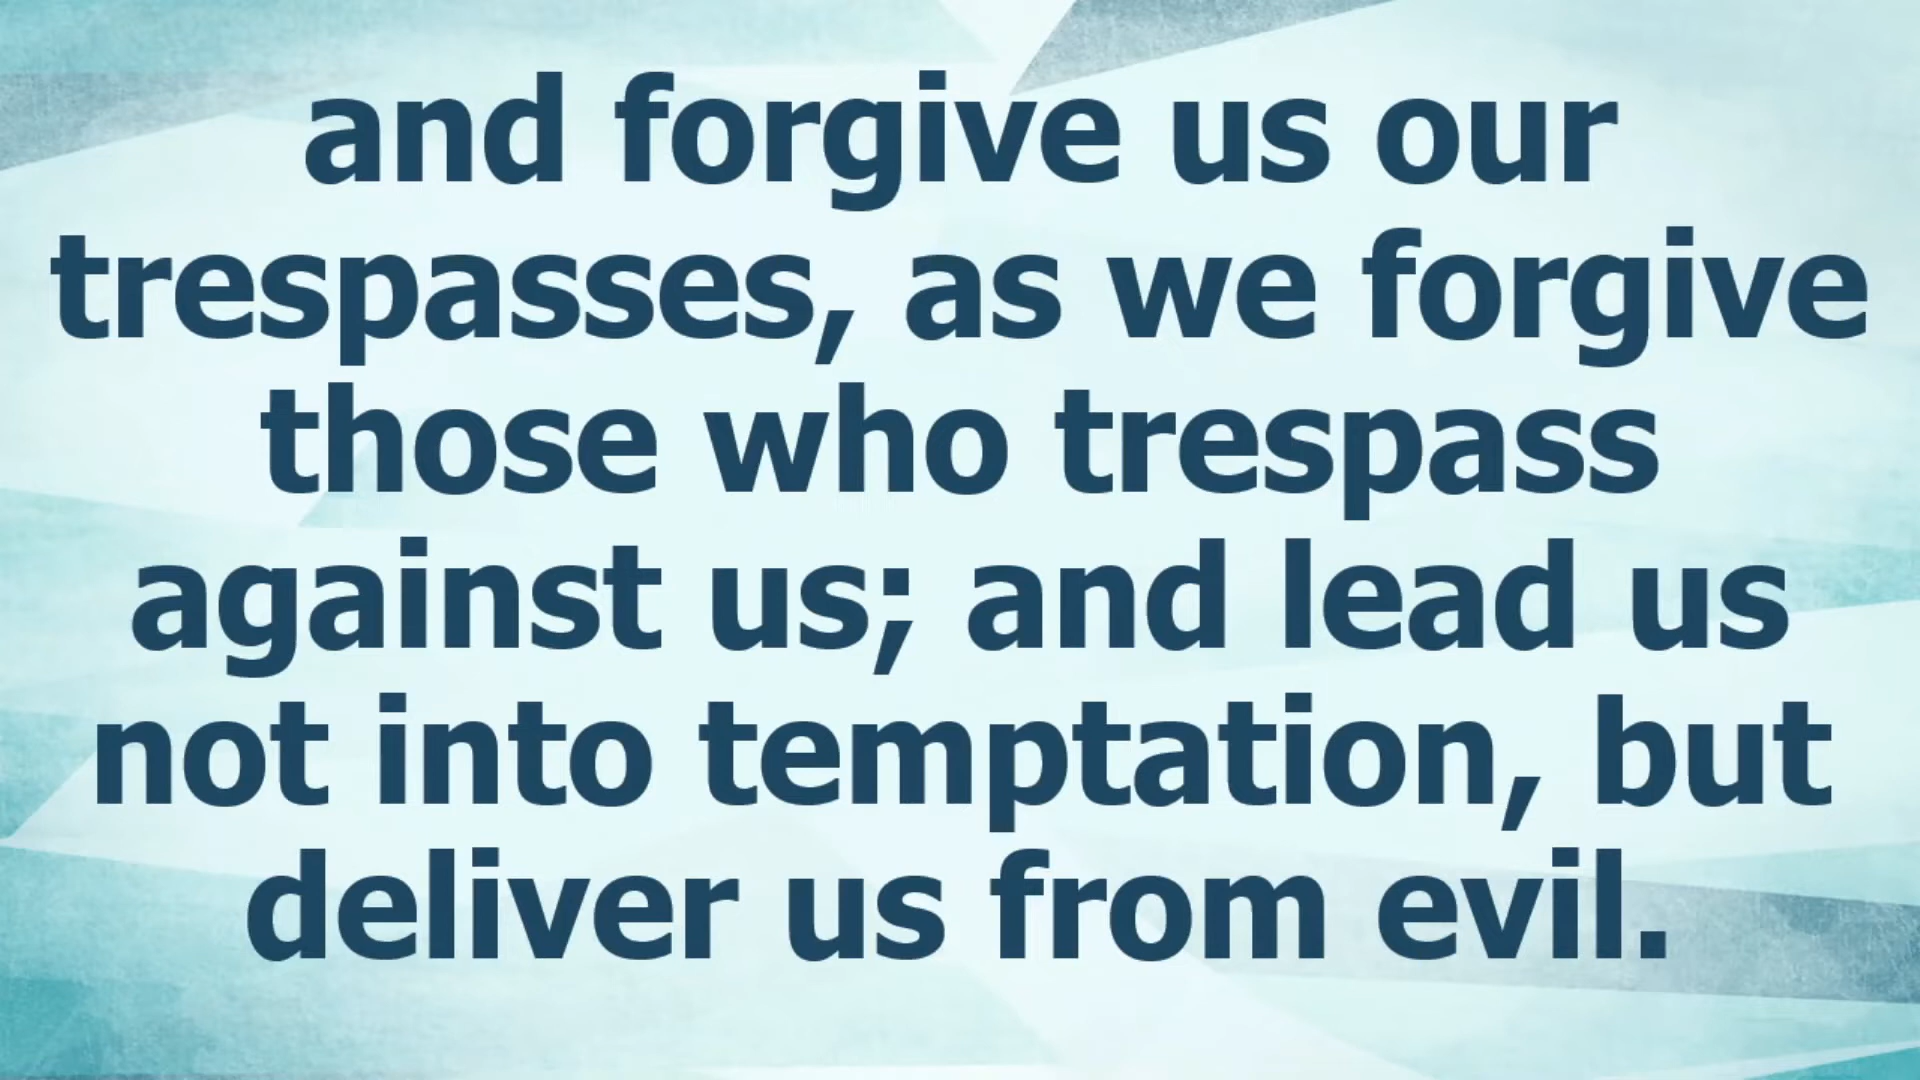 and forgive us our
trespasses, as we forgive
those who trespass
against us; and lead us
not into temptation, but
deliver us from evil.